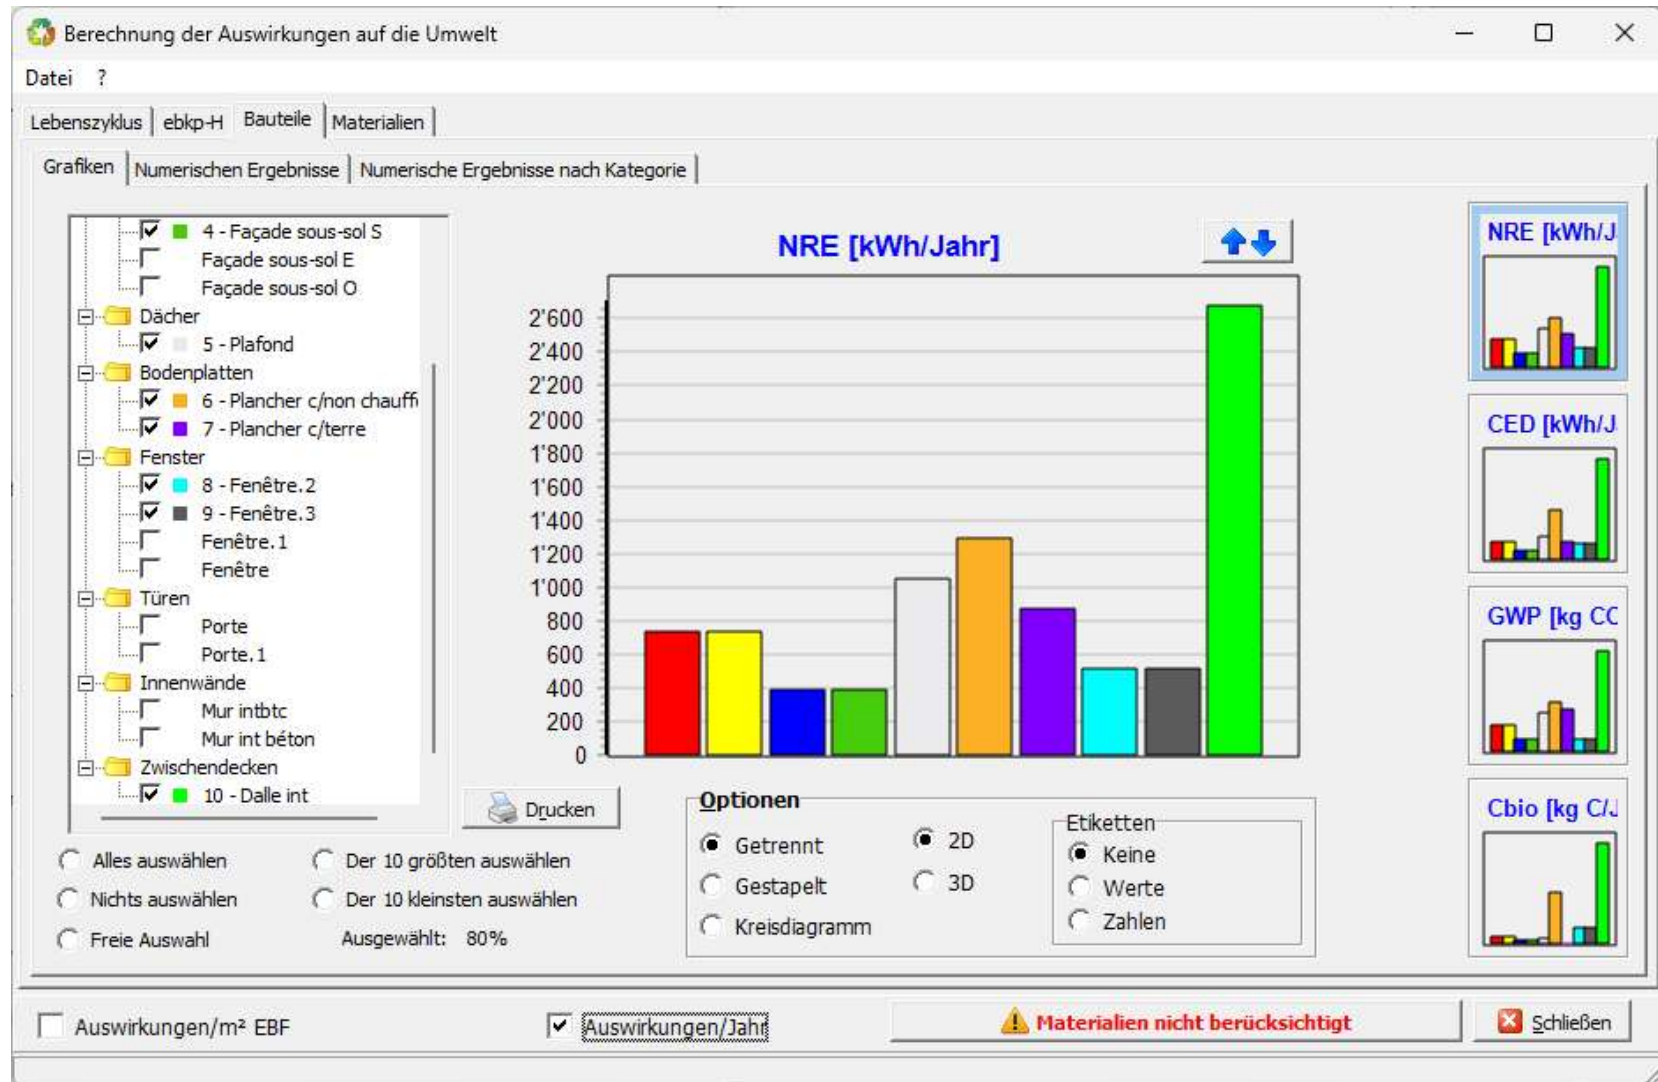 Berechnung der Auswirkungen auf die Umwelt
Datei ?
Lebenszyklus ebkp-H Bauteile Materialien
Grafiken Numerischen Ergebnisse Numerische Ergebnisse nach Kategorie
4 - Façade sous-sol S
Façade sous-sol E
Façade sous-sol O
Dächer
5 - Plafond
Bodenplatten
6 - Plancher c/non chauff
7 - Plancher c/terre
Fenster
8 - Fenêtre.2
9 - Fenêtre.3
Fenêtre.1
Fenêtre
Türen
Porte
Porte.1
Innenwände
Mur intbtc
Mur int béton
Zwischendecken
10 - Dalle int
NRE [kWh/Jahr]
2'600
2'400
2'200
2'000
1'800
1'600
1'400
1'200
1'000
800
600
400
200
0
NRE [kWh/J
CED [kWh/J
GWP [kg CC
Cbio [kg C/J
Drucken
Alles auswählen Der 10 größten auswählen
Nichts auswählen Der 10 kleinsten auswählen
Freie Auswahl Ausgewählt: 80%
Optionen
Getrennt 2D
Gestapelt 3D
Kreisdiagramm
Etiketten
Keine
Werte
Zahlen
Auswirkungen/m² EBF Auswirkungen/Jahr Materialien nicht berücksichtigt Schließen